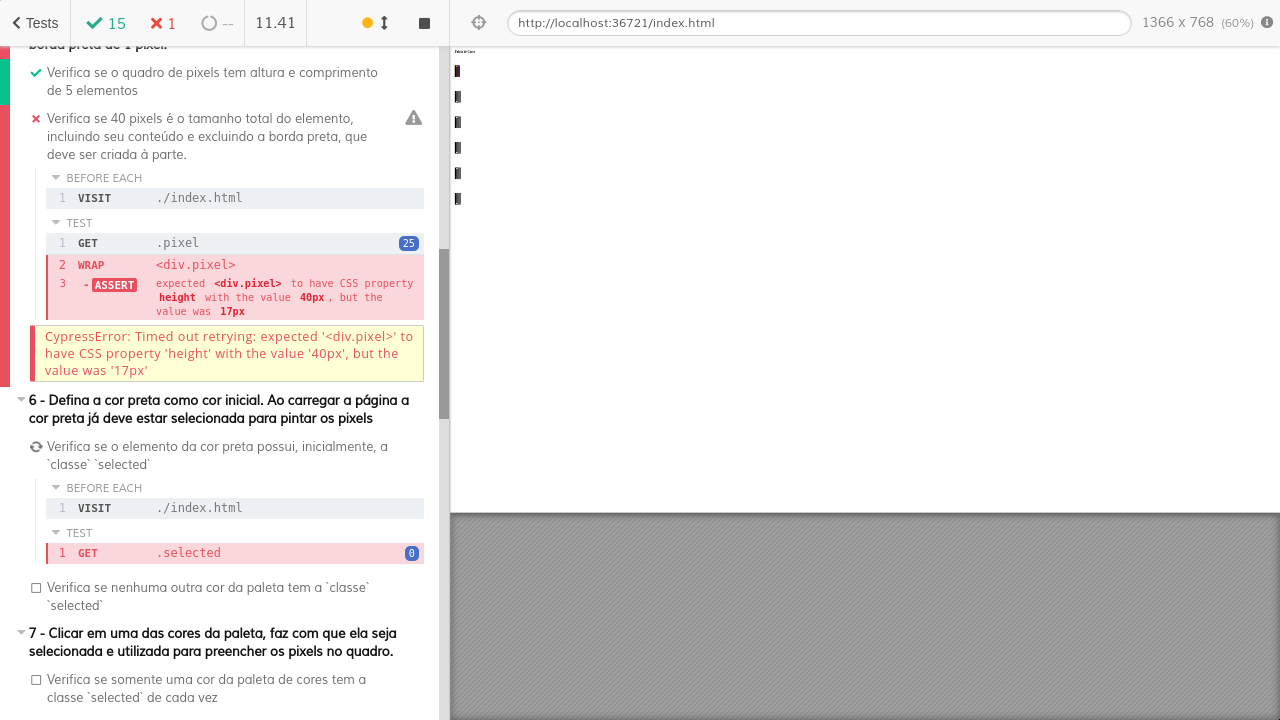 Tests 15 1 -- 11.41
http://localhost:36721/index.html 1366 x 768 (60%)
borda preta de 1 pixel.
Verifica se o quadro de pixels tem altura e comprimento
de 5 elementos
Verifica se 40 pixels é o tamanho total do elemento,
incluindo seu conteúdo e excluindo a borda preta, que
deve ser criada à parte.
BEFORE EACH
1 VISIT ./index.html
TEST
1 GET .pixel 25
2 WRAP <div.pixel>
3 - ASSERT expected <div.pixel> to have CSS property
height with the value 40px, but the
value was 17px
CypressError: Timed out retrying: expected '<div.pixel>' to
have CSS property 'height' with the value '40px', but the
value was '17px'
6 - Defina a cor preta como cor inicial. Ao carregar a página a
cor preta já deve estar selecionada para pintar os pixels
Verifica se o elemento da cor preta possui, inicialmente, a
`classe` `selected`
BEFORE EACH
1 VISIT ./index.html
TEST
1 GET .selected 0
Verifica se nenhuma outra cor da paleta tem a `classe`
`selected`
7 - Clicar em uma das cores da paleta, faz com que ela seja
selecionada e utilizada para preencher os pixels no quadro.
Verifica se somente uma cor da paleta de cores tem a
classe `selected` de cada vez